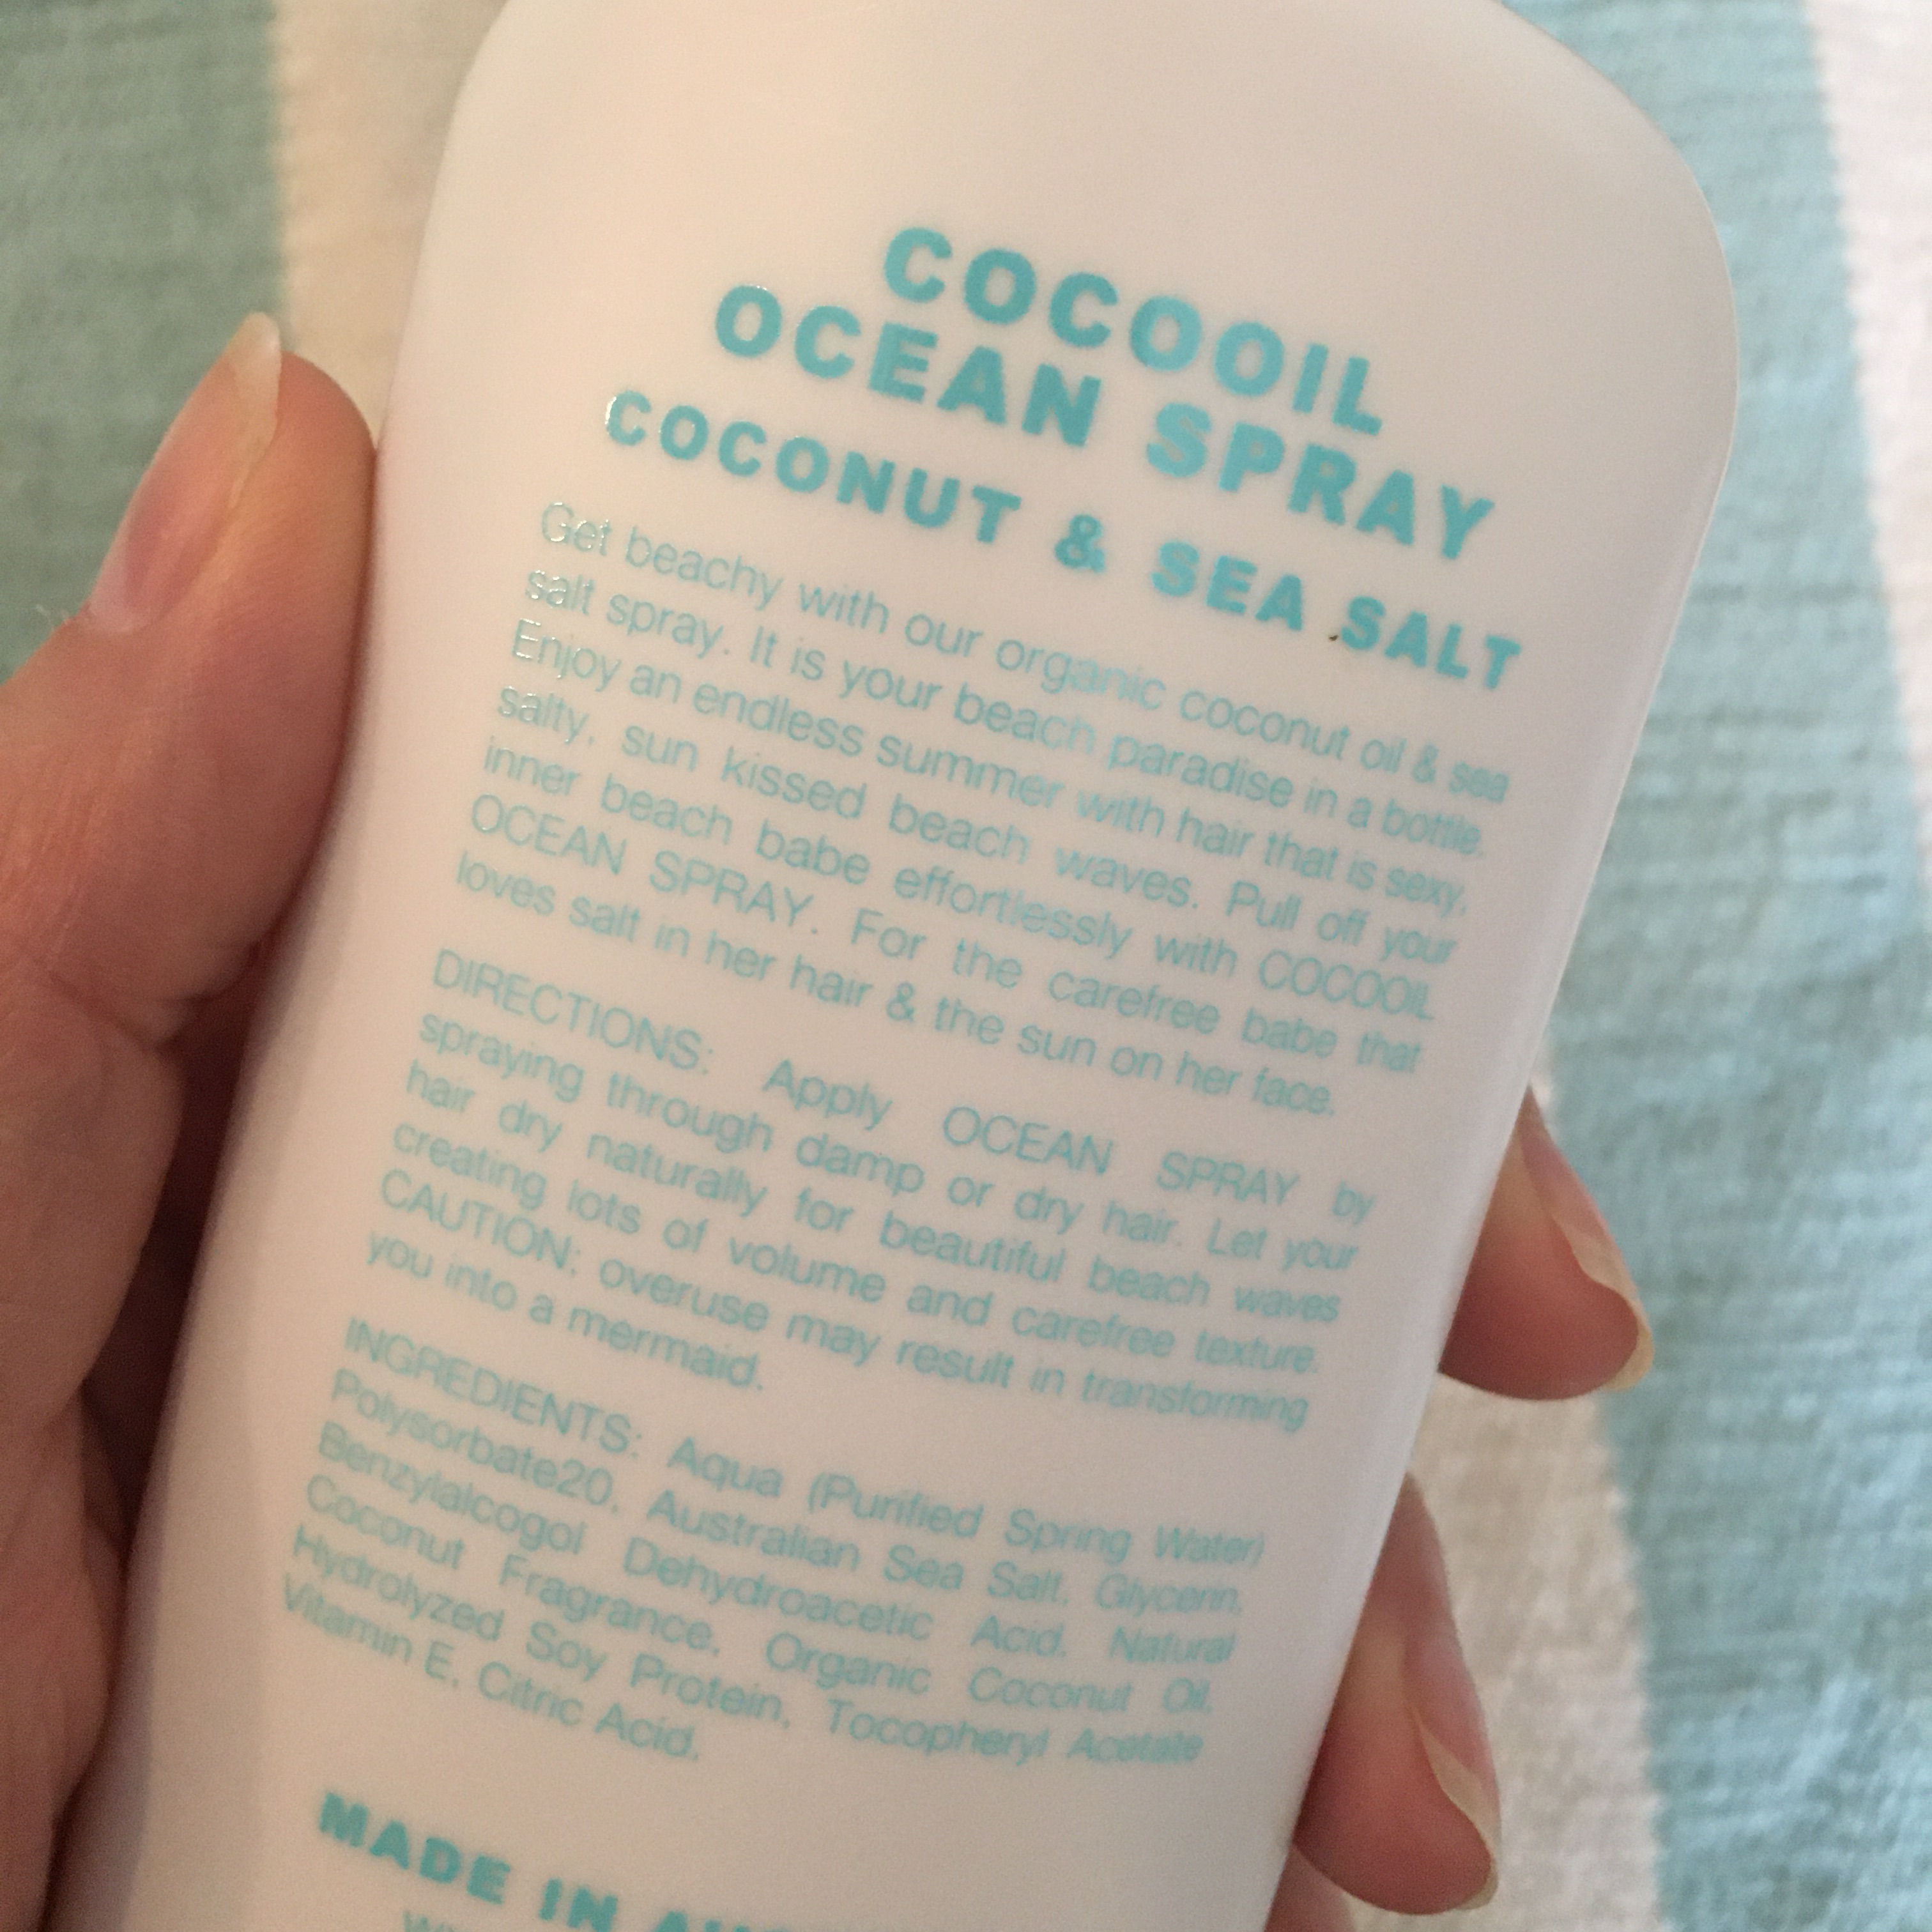 COCOOIL
OCEAN SPRAY
COCONUT & SEA SALT
Get beachy with our organic coconut oil & sea
salt spray. It is your beach paradise in a bottle.
Enjoy an endless summer with hair that is sexy,
salty, sun kissed beach waves. Pull off your
inner beach babe effortlessly with COCOOIL
OCEAN SPRAY. For the carefree babe that
loves salt in her hair & the sun on her face.
DIRECTIONS: Apply OCEAN SPRAY by
spraying through damp or dry hair. Let your
hair dry naturally for beautiful beach waves
creating lots of volume and carefree texture.
CAUTION: overuse may result in transforming
you into a mermaid.
INGREDIENTS: Aqua (Purified Spring Water)
Polysorbate20, Australian Sea Salt, Glycerin,
Benzylalcogol Dehydroacetic Acid, Natural
Coconut Fragrance, Organic Coconut Oil,
Hydrolyzed Soy Protein, Tocopheryl Acetate
Vitamin E, Citric Acid.
MADE IN